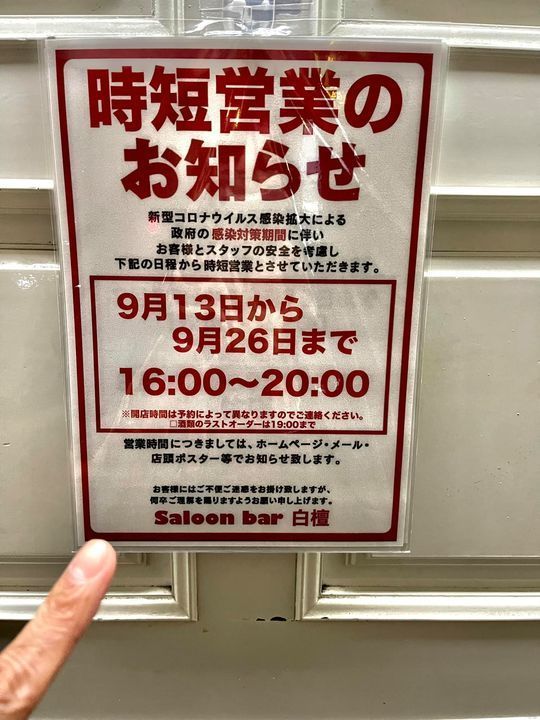 時短営業の
お知らせ
新型コロナウイルス感染拡大による
政府の感染対策期間に伴い
お客様とスタッフの安全を考慮し
下記の日程から時短営業とさせていただきます。
9月13日から
9月26日まで
16:00〜20:00
※開店時間は予約によって異なりますのでご連絡ください。
□酒類のラストオーダーは19:00まで
営業時間につきましては、ホームページ・メール・
店頭ポスター等でお知らせ致します。
お客様にはご不便ご迷惑をお掛け致しますが、
何卒ご理解を賜りますようお願い申し上げます。
Saloon bar 白檀